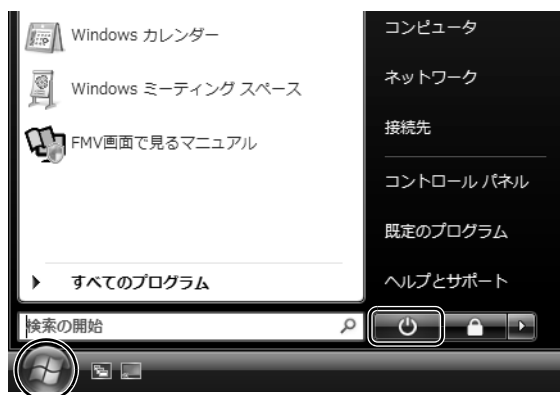 Windows カレンダー
Windows ミーティング スペース
FMV画面で見るマニュアル
すべてのプログラム
検索の開始
コンピュータ
ネットワーク
接続先
コントロール パネル
既定のプログラム
ヘルプとサポート